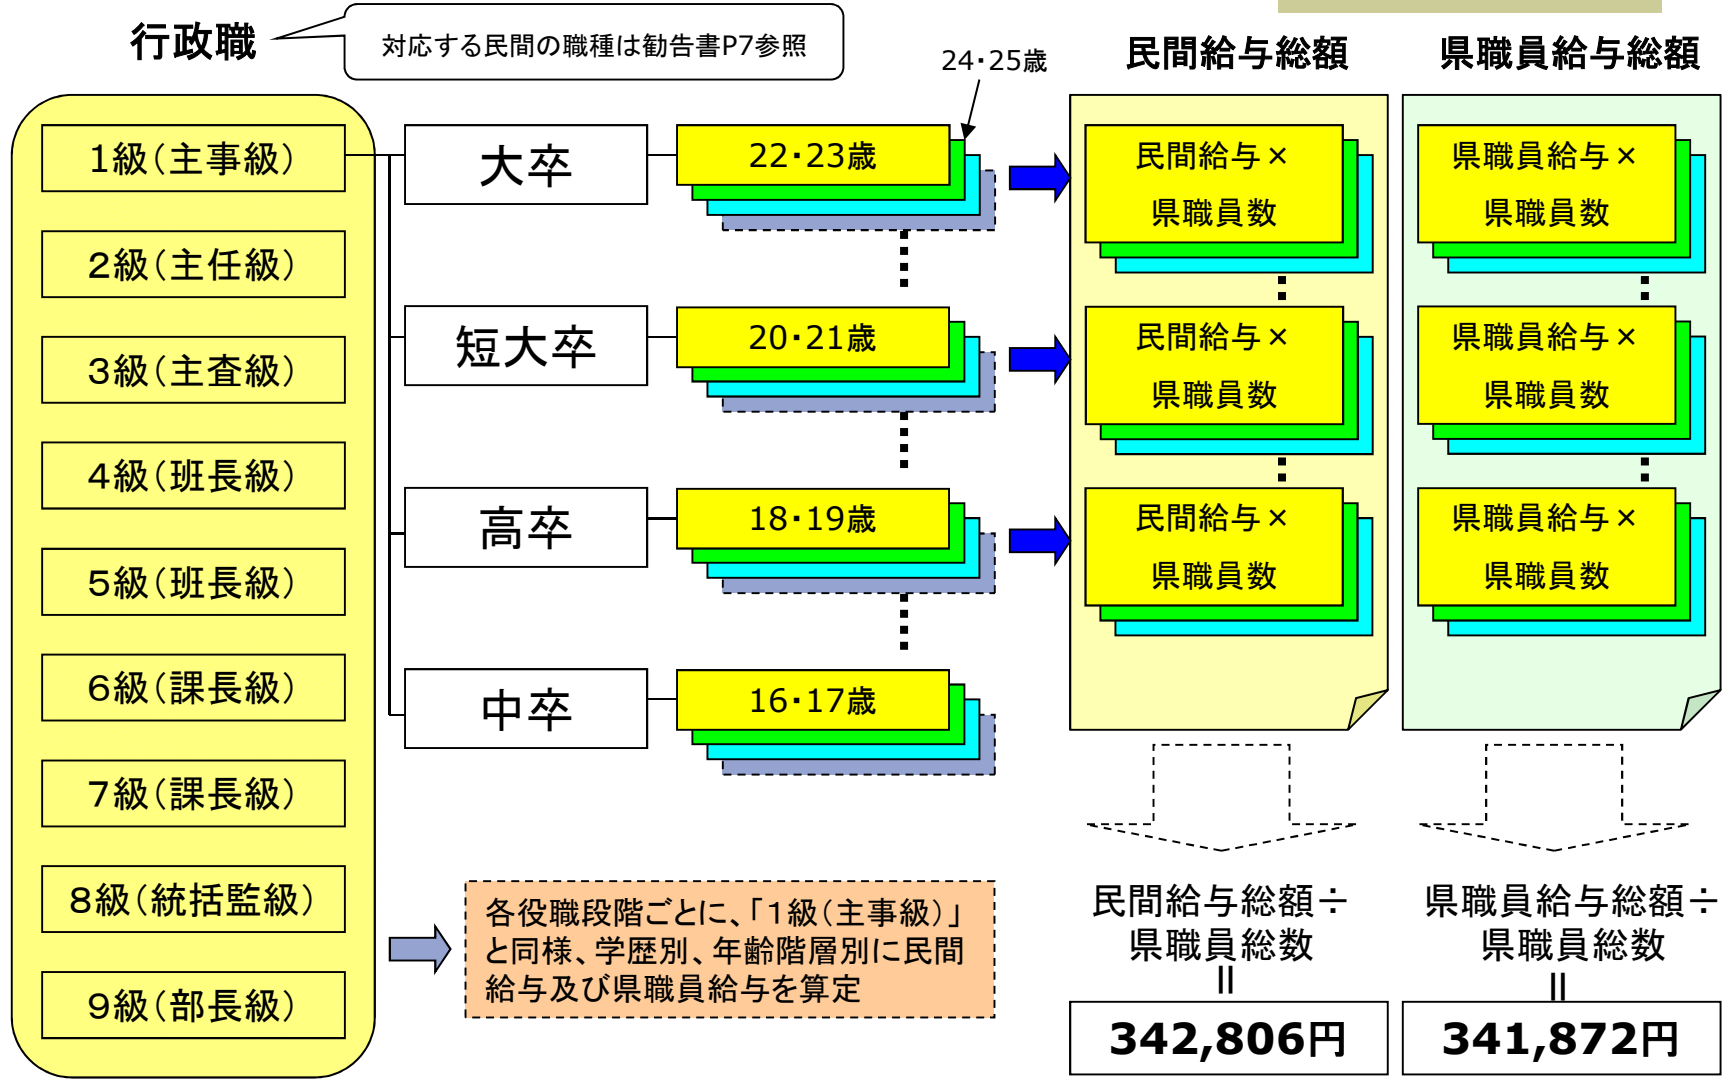 行政職
対応する民間の職種は勧告書P7参照
24・25歳
民間給与総額
県職員給与総額
1級(主事級)
2級(主任級)
3級(主査級)
4級(班長級)
5級(班長級)
6級(課長級)
7級(課長級)
8級(統括監級)
9級(部長級)
大卒
22・23歳
短大卒
20・21歳
高卒
18・19歳
中卒
16・17歳
民間給与×
県職員数
民間給与×
県職員数
民間給与×
県職員数
県職員給与×
県職員数
県職員給与×
県職員数
県職員給与×
県職員数
各役職段階ごとに、「1級(主事級)」
と同様、学歴別、年齢階層別に民間
給与及び県職員給与を算定
民間給与総額÷
県職員総数
=
342,806円
県職員給与総額÷
県職員総数
=
341,872円